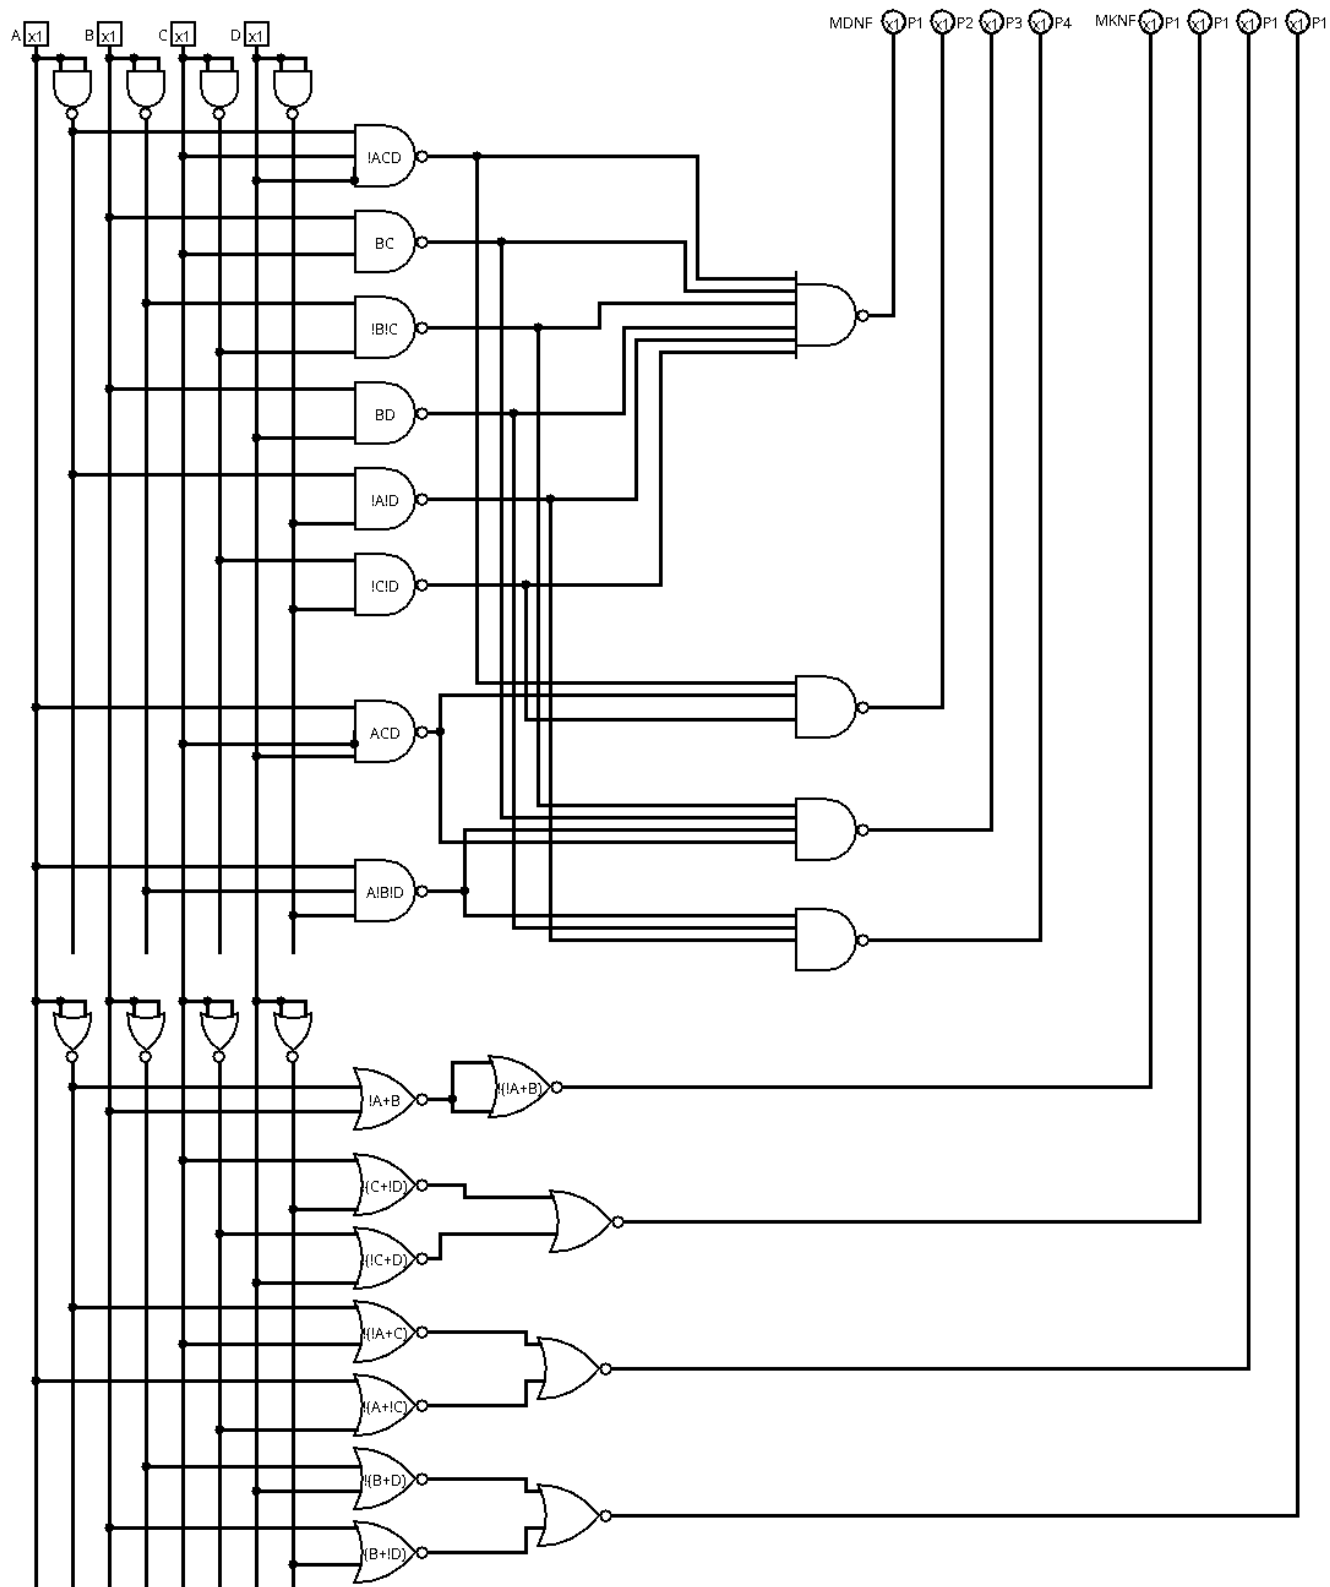 MDNF x1 P1 x1 P2 x1 P3 x1 P4 MKNF x1 P1 x1 P1 x1 P1 x1 P1
A x1 B x1 C x1 D x1
!ACD
BC
!B!C
BD
!A!D
!C!D
ACD
A!B!D
!(!A+B)
!A+B
!(C+!D)
!(!C+D)
!(!A+C)
!(A+!C)
!(B+D)
!(B+!D)